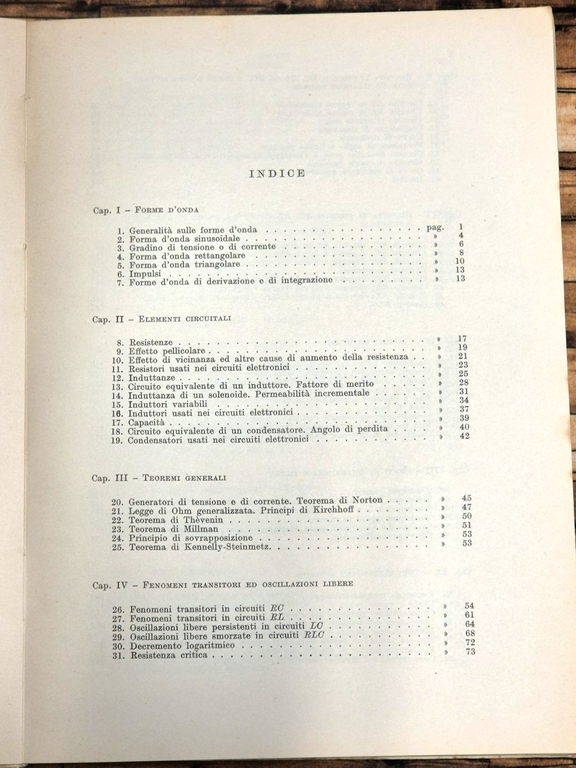 INDICE
Cap. I – Forme d'onda
1. Generalità sulle forme d'onda . . . . . . . . . . . . . . . . . . pag. 1
2. Forma d'onda sinusoidale . . . . . . . . . . . . . . . . . . . . » 4
3. Gradino di tensione o di corrente . . . . . . . . . . . . . . . . » 6
4. Forma d'onda rettangolare . . . . . . . . . . . . . . . . . . . » 8
5. Forma d'onda triangolare . . . . . . . . . . . . . . . . . . . . » 10
6. Impulsi . . . . . . . . . . . . . . . . . . . . . . . . . . . . » 13
7. Forme d'onda di derivazione e di integrazione . . . . . . . . . » 13
Cap. II – Elementi circuitali
8. Resistenze . . . . . . . . . . . . . . . . . . . . . . . . . . » 17
9. Effetto pellicolare . . . . . . . . . . . . . . . . . . . . . . . » 19
10. Effetto di vicinanza ed altre cause di aumento della resistenza . . » 21
11. Resistori usati nei circuiti elettronici . . . . . . . . . . . . . . » 23
12. Induttanze . . . . . . . . . . . . . . . . . . . . . . . . . . » 25
13. Circuito equivalente di un induttore. Fattore di merito . . . . . » 28
14. Induttanza di un solenoide. Permeabilità incrementale . . . . . » 31
15. Induttori variabili . . . . . . . . . . . . . . . . . . . . . . » 34
16. Induttori usati nei circuiti elettronici . . . . . . . . . . . . . . » 37
17. Capacità . . . . . . . . . . . . . . . . . . . . . . . . . . . » 39
18. Circuito equivalente di un condensatore. Angolo di perdita . . . . » 40
19. Condensatori usati nei circuiti elettronici . . . . . . . . . . . . » 42
Cap. III – Teoremi generali
20. Generatori di tensione e di corrente. Teorema di Norton . . . . . » 45
21. Legge di Ohm generalizzata. Principi di Kirchhoff . . . . . . . . » 47
22. Teorema di Thèvenin . . . . . . . . . . . . . . . . . . . . . » 50
23. Teorema di Millman . . . . . . . . . . . . . . . . . . . . . . » 51
24. Principio di sovrapposizione . . . . . . . . . . . . . . . . . . » 53
25. Teorema di Kennelly-Steinmetz. . . . . . . . . . . . . . . . . . » 53
Cap. IV – Fenomeni transitori ed oscillazioni libere
26. Fenomeni transitori in circuiti RC . . . . . . . . . . . . . . . » 54
27. Fenomeni transitori in circuiti RL . . . . . . . . . . . . . . . » 61
28. Oscillazioni libere persistenti in circuiti LC . . . . . . . . . . . » 64
29. Oscillazioni libere smorzate in circuiti RLC . . . . . . . . . . . » 68
30. Decremento logaritmico . . . . . . . . . . . . . . . . . . . . » 72
31. Resistenza critica . . . . . . . . . . . . . . . . . . . . . . . » 73